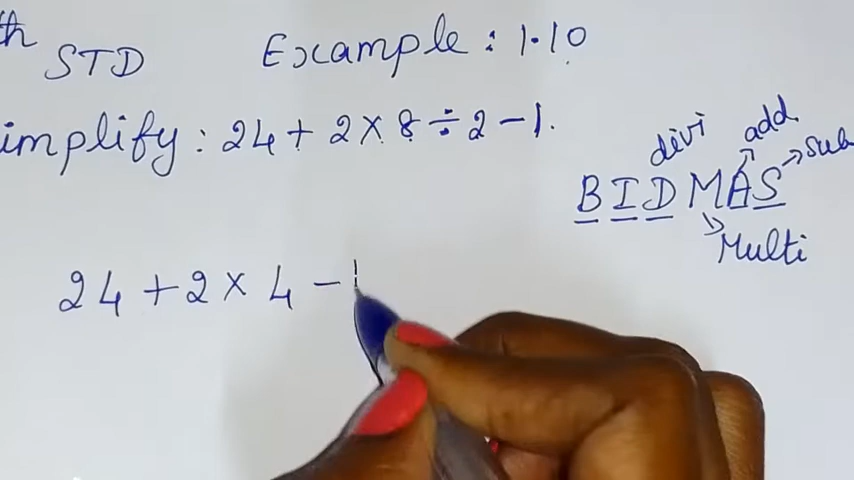 th STD Example : 1.10
implify : 24 + 2 × 8 ÷ 2 - 1.
divi add sub
BIDMAS
Multi
24 + 2 × 4 - 1